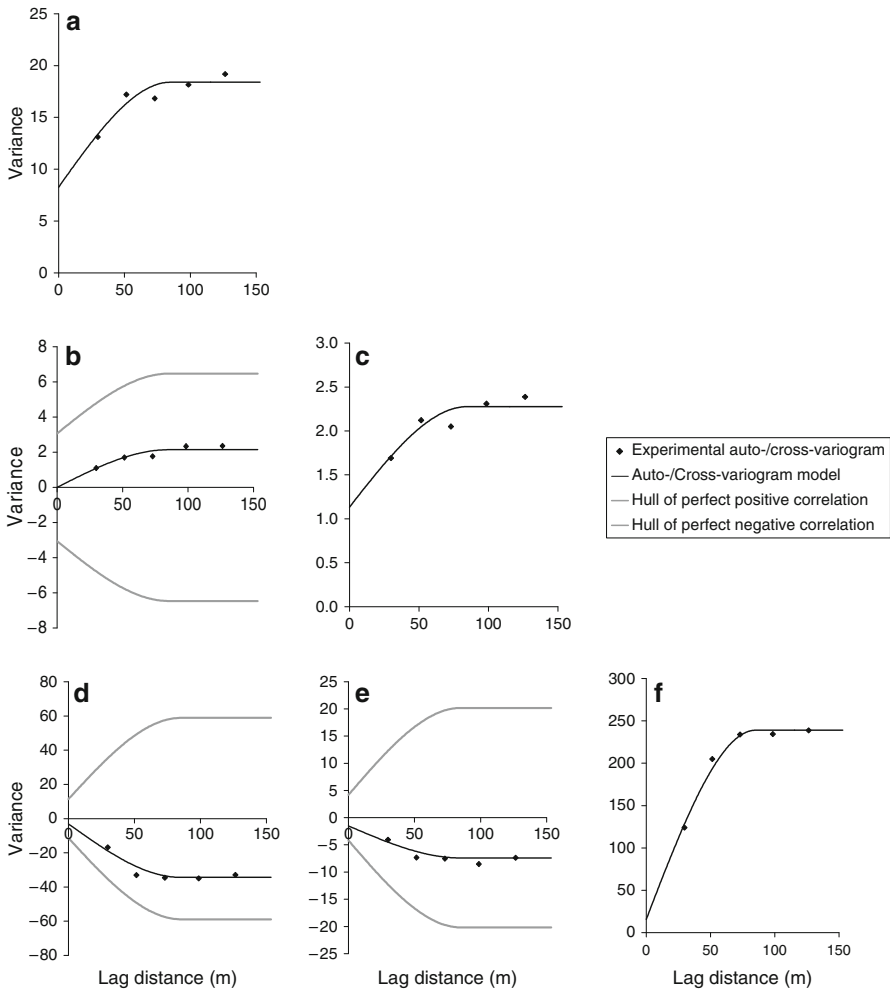 a
25
20
15
10
5
0
Variance
0 50 100 150
b
8
6
4
2
0
−2
−4
−6
−8
Variance
0 50 100 150
c
3.0
2.5
2.0
1.5
1.0
0.5
0.0
0 50 100 150
Experimental auto-/cross-variogram
Auto-/Cross-variogram model
Hull of perfect positive correlation
Hull of perfect negative correlation
d
80
60
40
20
0
−20
−40
−60
−80
Variance
0 50 100 150
Lag distance (m)
e
25
20
15
10
5
0
−5
−10
−15
−20
−25
0 50 100 150
Lag distance (m)
f
300
250
200
150
100
50
0
0 50 100 150
Lag distance (m)